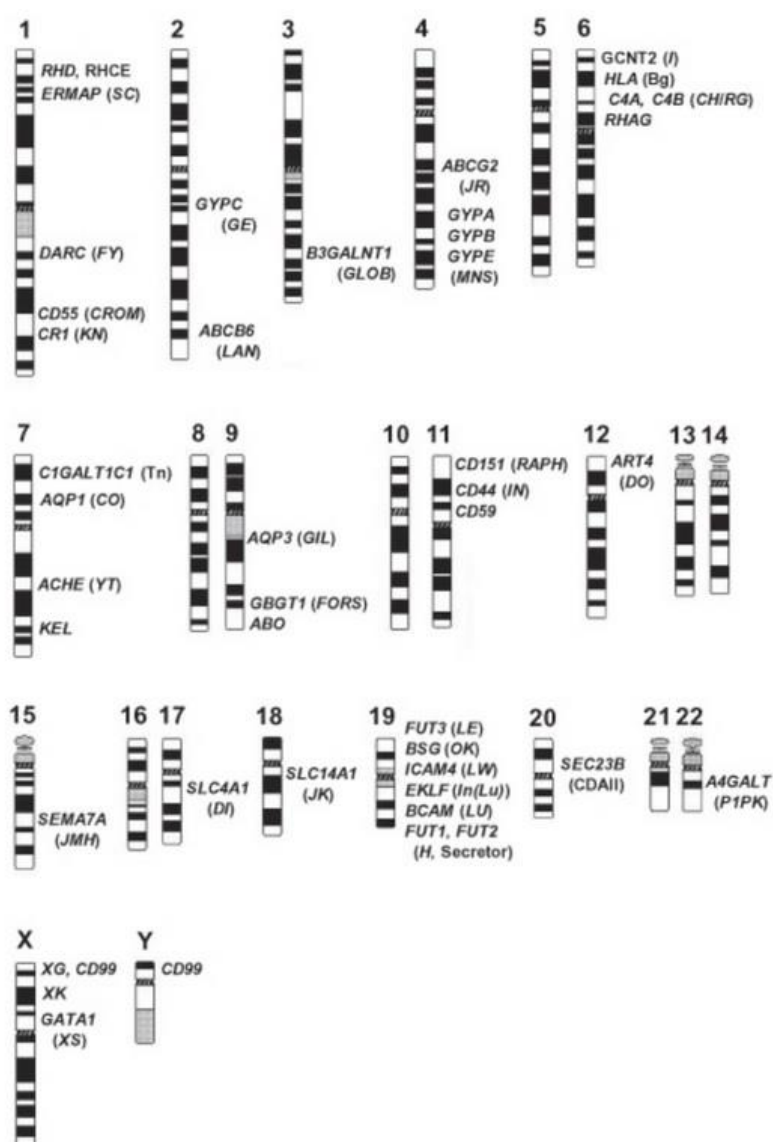 1 2 3 4 5 6
RHD, RHCE
ERMAP (SC)
DARC (FY)
CD55 (CROM)
CR1 (KN)
GYPC
(GE)
ABCB6
(LAN)
B3GALNT1
(GLOB)
ABCG2
(JR)
GYPA
GYPB
GYPE
(MNS)
GCNT2 (I)
HLA (Bg)
C4A, C4B (CH/RG)
RHAG
7 8 9 10 11 12 13 14
C1GALT1C1 (Tn)
AQP1 (CO)
ACHE (YT)
KEL
AQP3 (GIL)
GBGT1 (FORS)
ABO
CD151 (RAPH)
CD44 (IN)
CD59
ART4
(DO)
15 16 17 18 19 20 21 22
SEMA7A
(JMH)
SLC4A1
(DI)
SLC14A1
(JK)
FUT3 (LE)
BSG (OK)
ICAM4 (LW)
EKLF (In(Lu))
BCAM (LU)
FUT1, FUT2
(H, Secretor)
SEC23B
(CDAII)
A4GALT
(P1PK)
X Y
XG, CD99
XK
GATA1
(XS)
CD99